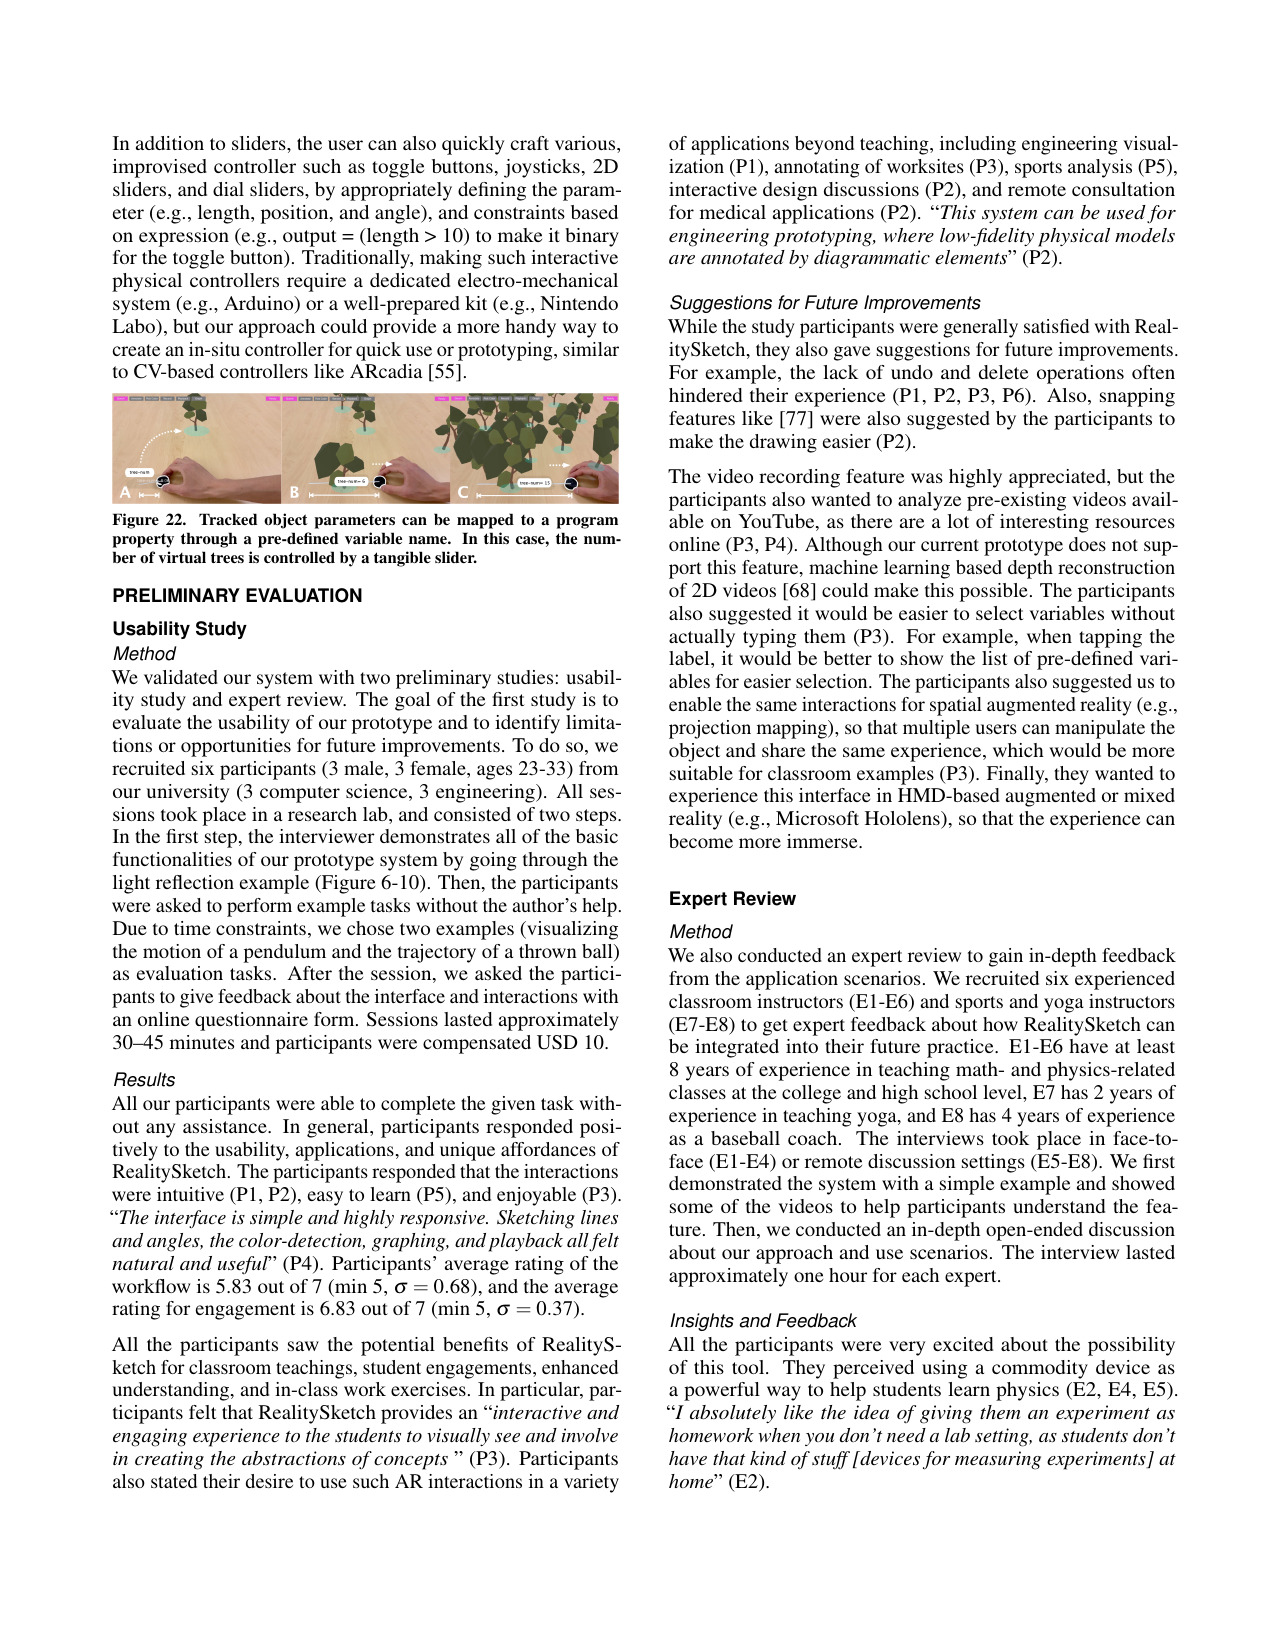 In addition to sliders, the user can also quickly craft various,
improvised controller such as toggle buttons, joysticks, 2D
sliders, and dial sliders, by appropriately defining the param-
eter (e.g., length, position, and angle), and constraints based
on expression (e.g., output = (length > 10) to make it binary
for the toggle button). Traditionally, making such interactive
physical controllers require a dedicated electro-mechanical
system (e.g., Arduino) or a well-prepared kit (e.g., Nintendo
Labo), but our approach could provide a more handy way to
create an in-situ controller for quick use or prototyping, similar
to CV-based controllers like ARcadia [55].
tree-num
A
tree-num= 6
B
tree-num= 15
C
Figure 22. Tracked object parameters can be mapped to a program
property through a pre-defined variable name. In this case, the num-
ber of virtual trees is controlled by a tangible slider.
PRELIMINARY EVALUATION
Usability Study
Method
We validated our system with two preliminary studies: usabil-
ity study and expert review. The goal of the first study is to
evaluate the usability of our prototype and to identify limita-
tions or opportunities for future improvements. To do so, we
recruited six participants (3 male, 3 female, ages 23-33) from
our university (3 computer science, 3 engineering). All ses-
sions took place in a research lab, and consisted of two steps.
In the first step, the interviewer demonstrates all of the basic
functionalities of our prototype system by going through the
light reflection example (Figure 6-10). Then, the participants
were asked to perform example tasks without the author's help.
Due to time constraints, we chose two examples (visualizing
the motion of a pendulum and the trajectory of a thrown ball)
as evaluation tasks. After the session, we asked the partici-
pants to give feedback about the interface and interactions with
an online questionnaire form. Sessions lasted approximately
30–45 minutes and participants were compensated USD 10.
Results
All our participants were able to complete the given task with-
out any assistance. In general, participants responded posi-
tively to the usability, applications, and unique affordances of
RealitySketch. The participants responded that the interactions
were intuitive (P1, P2), easy to learn (P5), and enjoyable (P3).
“The interface is simple and highly responsive. Sketching lines
and angles, the color-detection, graphing, and playback all felt
natural and useful” (P4). Participants' average rating of the
workflow is 5.83 out of 7 (min 5, σ = 0.68), and the average
rating for engagement is 6.83 out of 7 (min 5, σ = 0.37).
All the participants saw the potential benefits of RealityS-
ketch for classroom teachings, student engagements, enhanced
understanding, and in-class work exercises. In particular, par-
ticipants felt that RealitySketch provides an “interactive and
engaging experience to the students to visually see and involve
in creating the abstractions of concepts ” (P3). Participants
also stated their desire to use such AR interactions in a variety
of applications beyond teaching, including engineering visual-
ization (P1), annotating of worksites (P3), sports analysis (P5),
interactive design discussions (P2), and remote consultation
for medical applications (P2). “This system can be used for
engineering prototyping, where low-fidelity physical models
are annotated by diagrammatic elements” (P2).
Suggestions for Future Improvements
While the study participants were generally satisfied with Real-
itySketch, they also gave suggestions for future improvements.
For example, the lack of undo and delete operations often
hindered their experience (P1, P2, P3, P6). Also, snapping
features like [77] were also suggested by the participants to
make the drawing easier (P2).
The video recording feature was highly appreciated, but the
participants also wanted to analyze pre-existing videos avail-
able on YouTube, as there are a lot of interesting resources
online (P3, P4). Although our current prototype does not sup-
port this feature, machine learning based depth reconstruction
of 2D videos [68] could make this possible. The participants
also suggested it would be easier to select variables without
actually typing them (P3). For example, when tapping the
label, it would be better to show the list of pre-defined vari-
ables for easier selection. The participants also suggested us to
enable the same interactions for spatial augmented reality (e.g.,
projection mapping), so that multiple users can manipulate the
object and share the same experience, which would be more
suitable for classroom examples (P3). Finally, they wanted to
experience this interface in HMD-based augmented or mixed
reality (e.g., Microsoft Hololens), so that the experience can
become more immerse.
Expert Review
Method
We also conducted an expert review to gain in-depth feedback
from the application scenarios. We recruited six experienced
classroom instructors (E1-E6) and sports and yoga instructors
(E7-E8) to get expert feedback about how RealitySketch can
be integrated into their future practice. E1-E6 have at least
8 years of experience in teaching math- and physics-related
classes at the college and high school level, E7 has 2 years of
experience in teaching yoga, and E8 has 4 years of experience
as a baseball coach. The interviews took place in face-to-
face (E1-E4) or remote discussion settings (E5-E8). We first
demonstrated the system with a simple example and showed
some of the videos to help participants understand the fea-
ture. Then, we conducted an in-depth open-ended discussion
about our approach and use scenarios. The interview lasted
approximately one hour for each expert.
Insights and Feedback
All the participants were very excited about the possibility
of this tool. They perceived using a commodity device as
a powerful way to help students learn physics (E2, E4, E5).
“I absolutely like the idea of giving them an experiment as
homework when you don't need a lab setting, as students don't
have that kind of stuff [devices for measuring experiments] at
home” (E2).